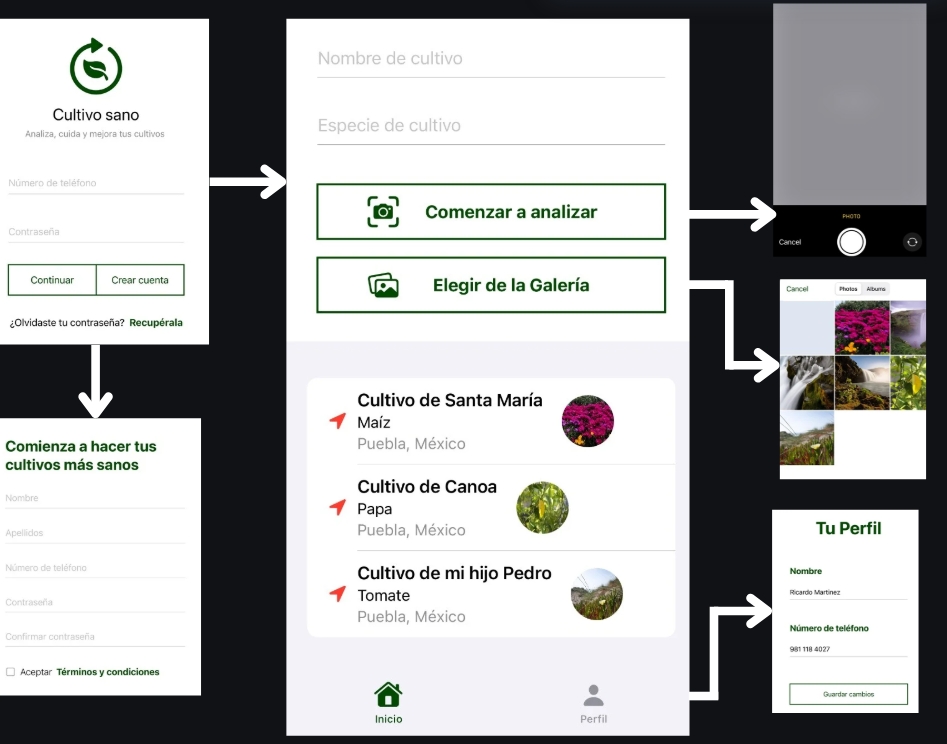 Cultivo sano
Analiza, cuida y mejora tus cultivos
Número de teléfono
Contraseña
Continuar
Crear cuenta
¿Olvidaste tu contraseña? Recupérala
Comienza a hacer tus
cultivos más sanos
Nombre
Apellidos
Número de teléfono
Contraseña
Confirmar contraseña
Aceptar Términos y condiciones
Nombre de cultivo
Especie de cultivo
Comenzar a analizar
Elegir de la Galería
Cultivo de Santa María
Maíz
Puebla, México
Cultivo de Canoa
Papa
Puebla, México
Cultivo de mi hijo Pedro
Tomate
Puebla, México
Inicio
Perfil
PHOTO
Cancel
Cancel
Photos
Albums
Tu Perfil
Nombre
Ricardo Martinez
Número de teléfono
981 118 4027
Guardar cambios